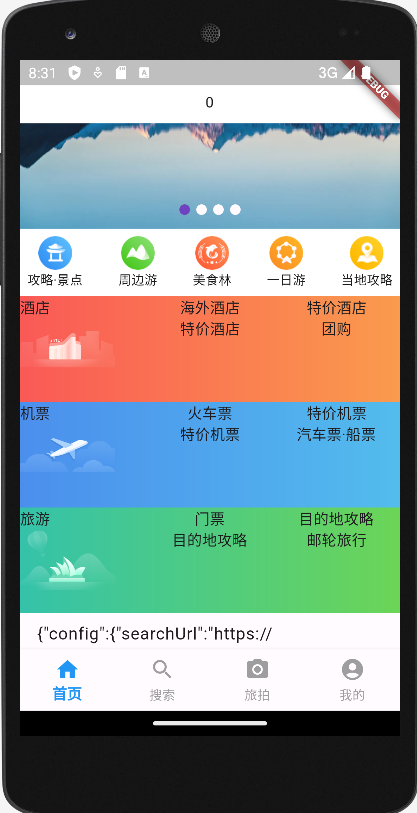 8:31
A
3G
DEBUG
0
攻略·景点 周边游 美食林 一日游 当地攻略
酒店 海外酒店 特价酒店
特价酒店 团购
机票 火车票 特价机票
特价机票 汽车票·船票
旅游 门票 目的地攻略
目的地攻略 邮轮旅行
{"config":{"searchUrl":"https://
首页 搜索 旅拍 我的